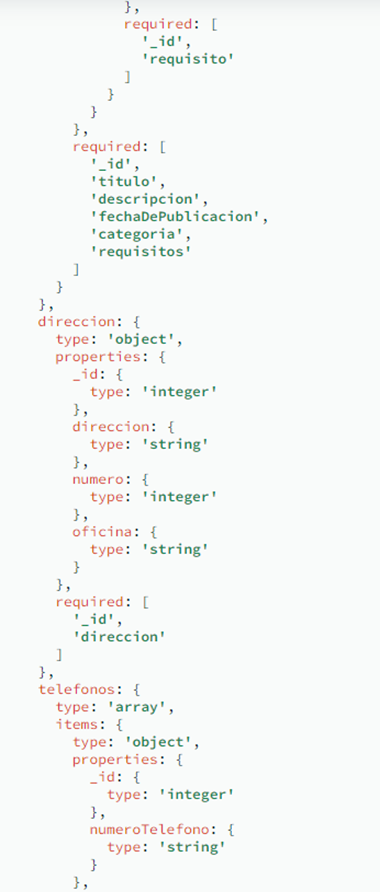 },
required: [
'_id',
'requisito'
]
}
}
},
required: [
'_id',
'titulo',
'descripcion',
'fechaDePublicacion',
'categoria',
'requisitos'
]
}
},
direccion: {
type: 'object',
properties: {
_id: {
type: 'integer'
},
direccion: {
type: 'string'
},
numero: {
type: 'integer'
},
oficina: {
type: 'string'
}
},
required: [
'_id',
'direccion'
]
},
telefonos: {
type: 'array',
items: {
type: 'object',
properties: {
_id: {
type: 'integer'
},
numeroTelefono: {
type: 'string'
}
},